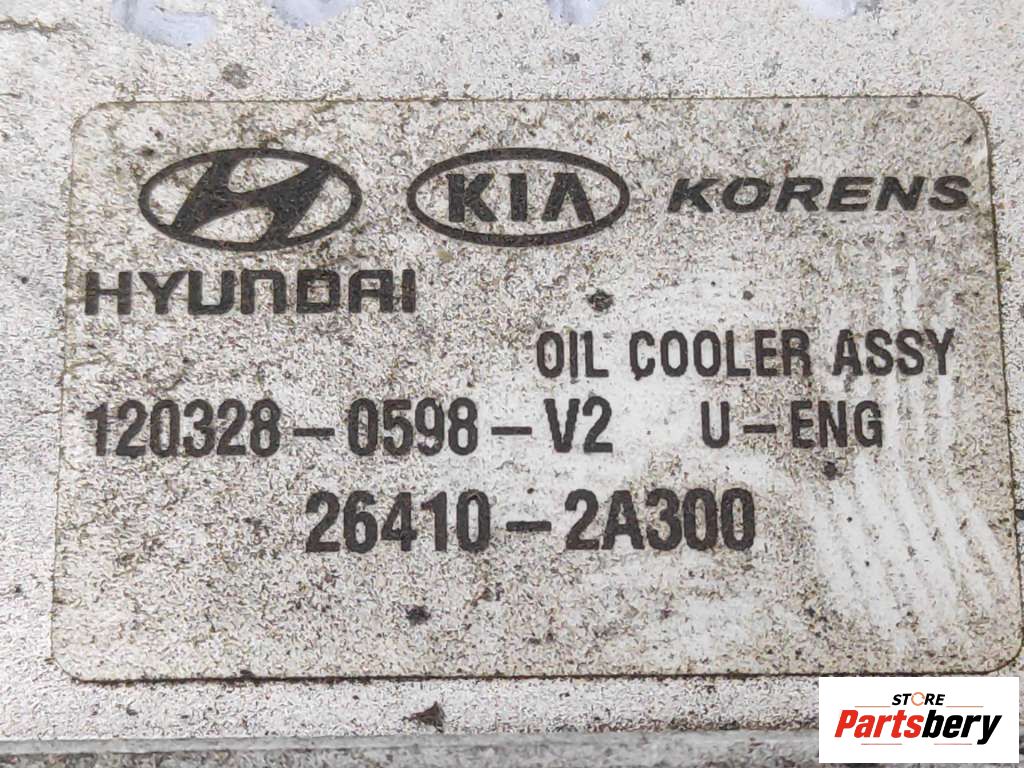 KIA KORENS
HYUNDAI
OIL COOLER ASSY
120328-0598-V2 U-ENG
26410-2A300
STORE
Partsbery